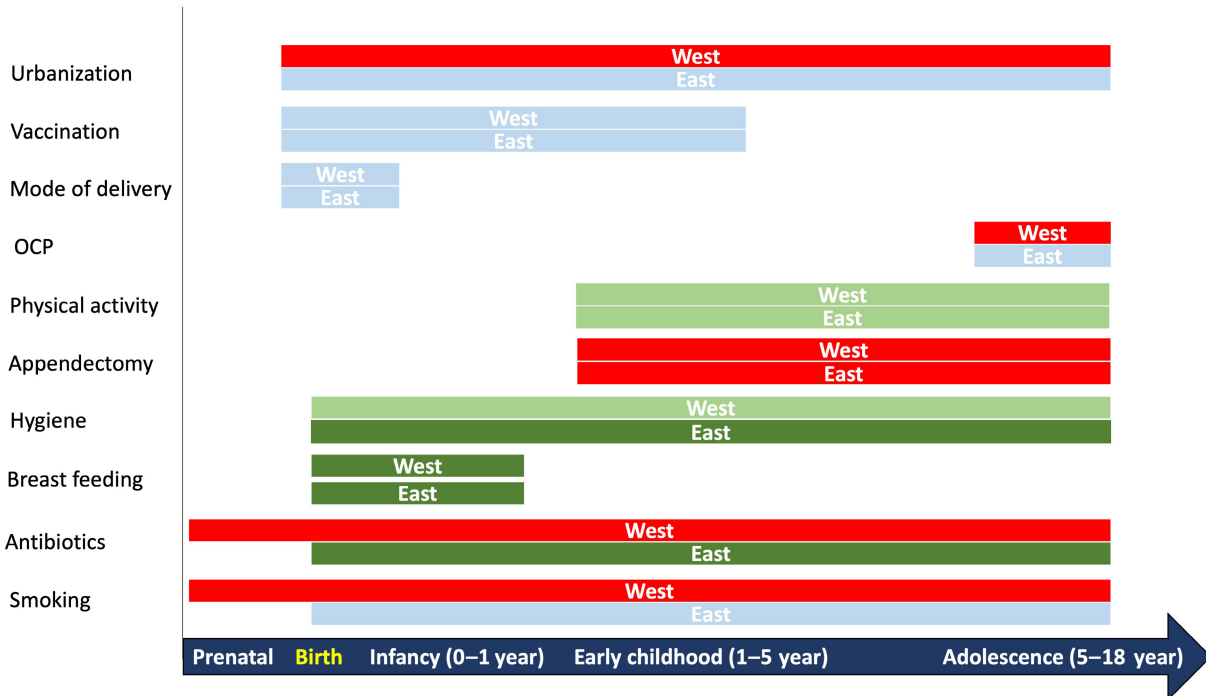 Urbanization
West
East
Vaccination
West
East
Mode of delivery
West
East
OCP
West
East
Physical activity
West
East
Appendectomy
West
East
Hygiene
West
East
Breast feeding
West
East
Antibiotics
West
East
Smoking
West
East
Prenatal Birth Infancy (0–1 year) Early childhood (1–5 year) Adolescence (5–18 year)